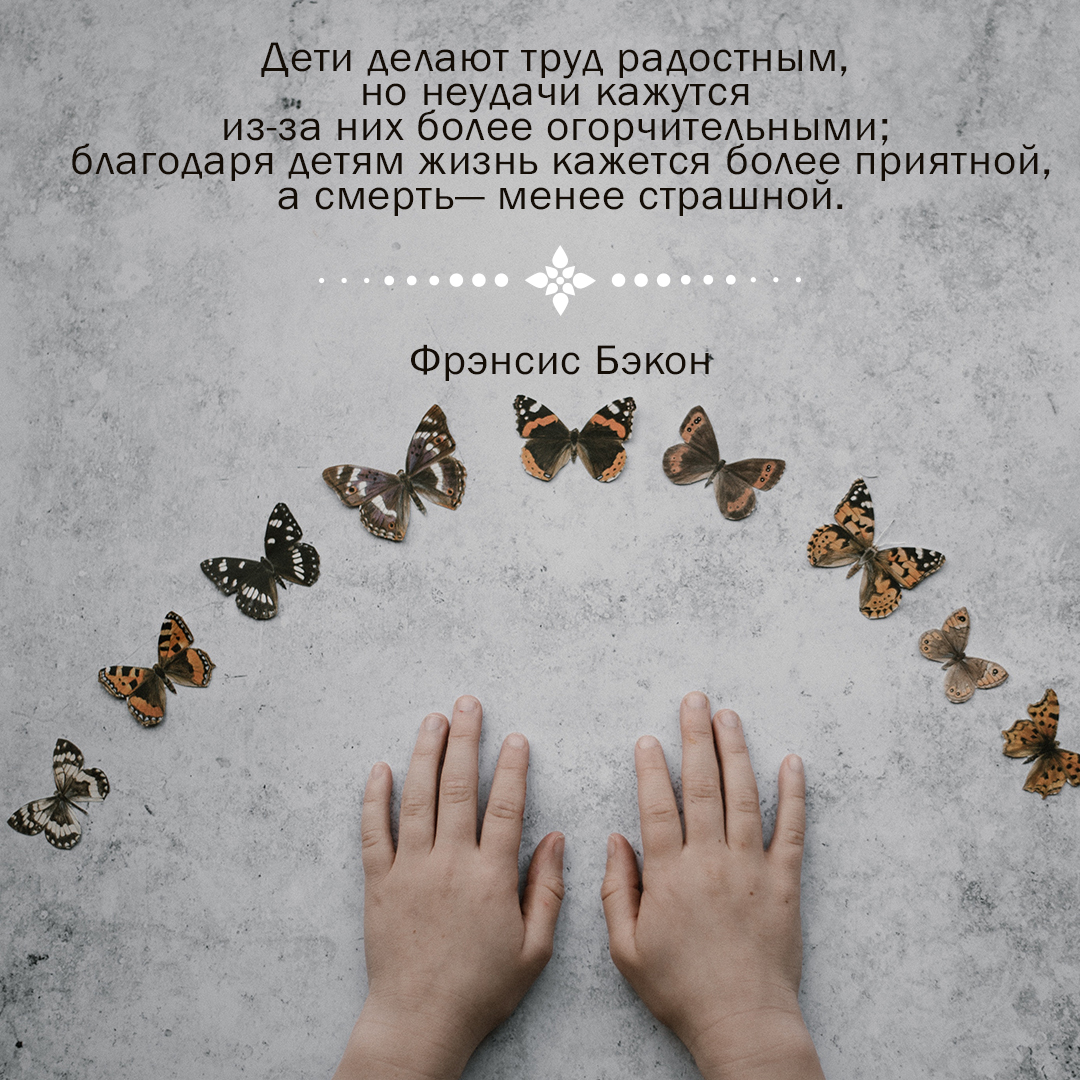 Дети делают труд радостным,
но неудачи кажутся
из-за них более огорчительными;
благодаря детям жизнь кажется более приятной,
а смерть— менее страшной.
Фрэнсис Бэкон